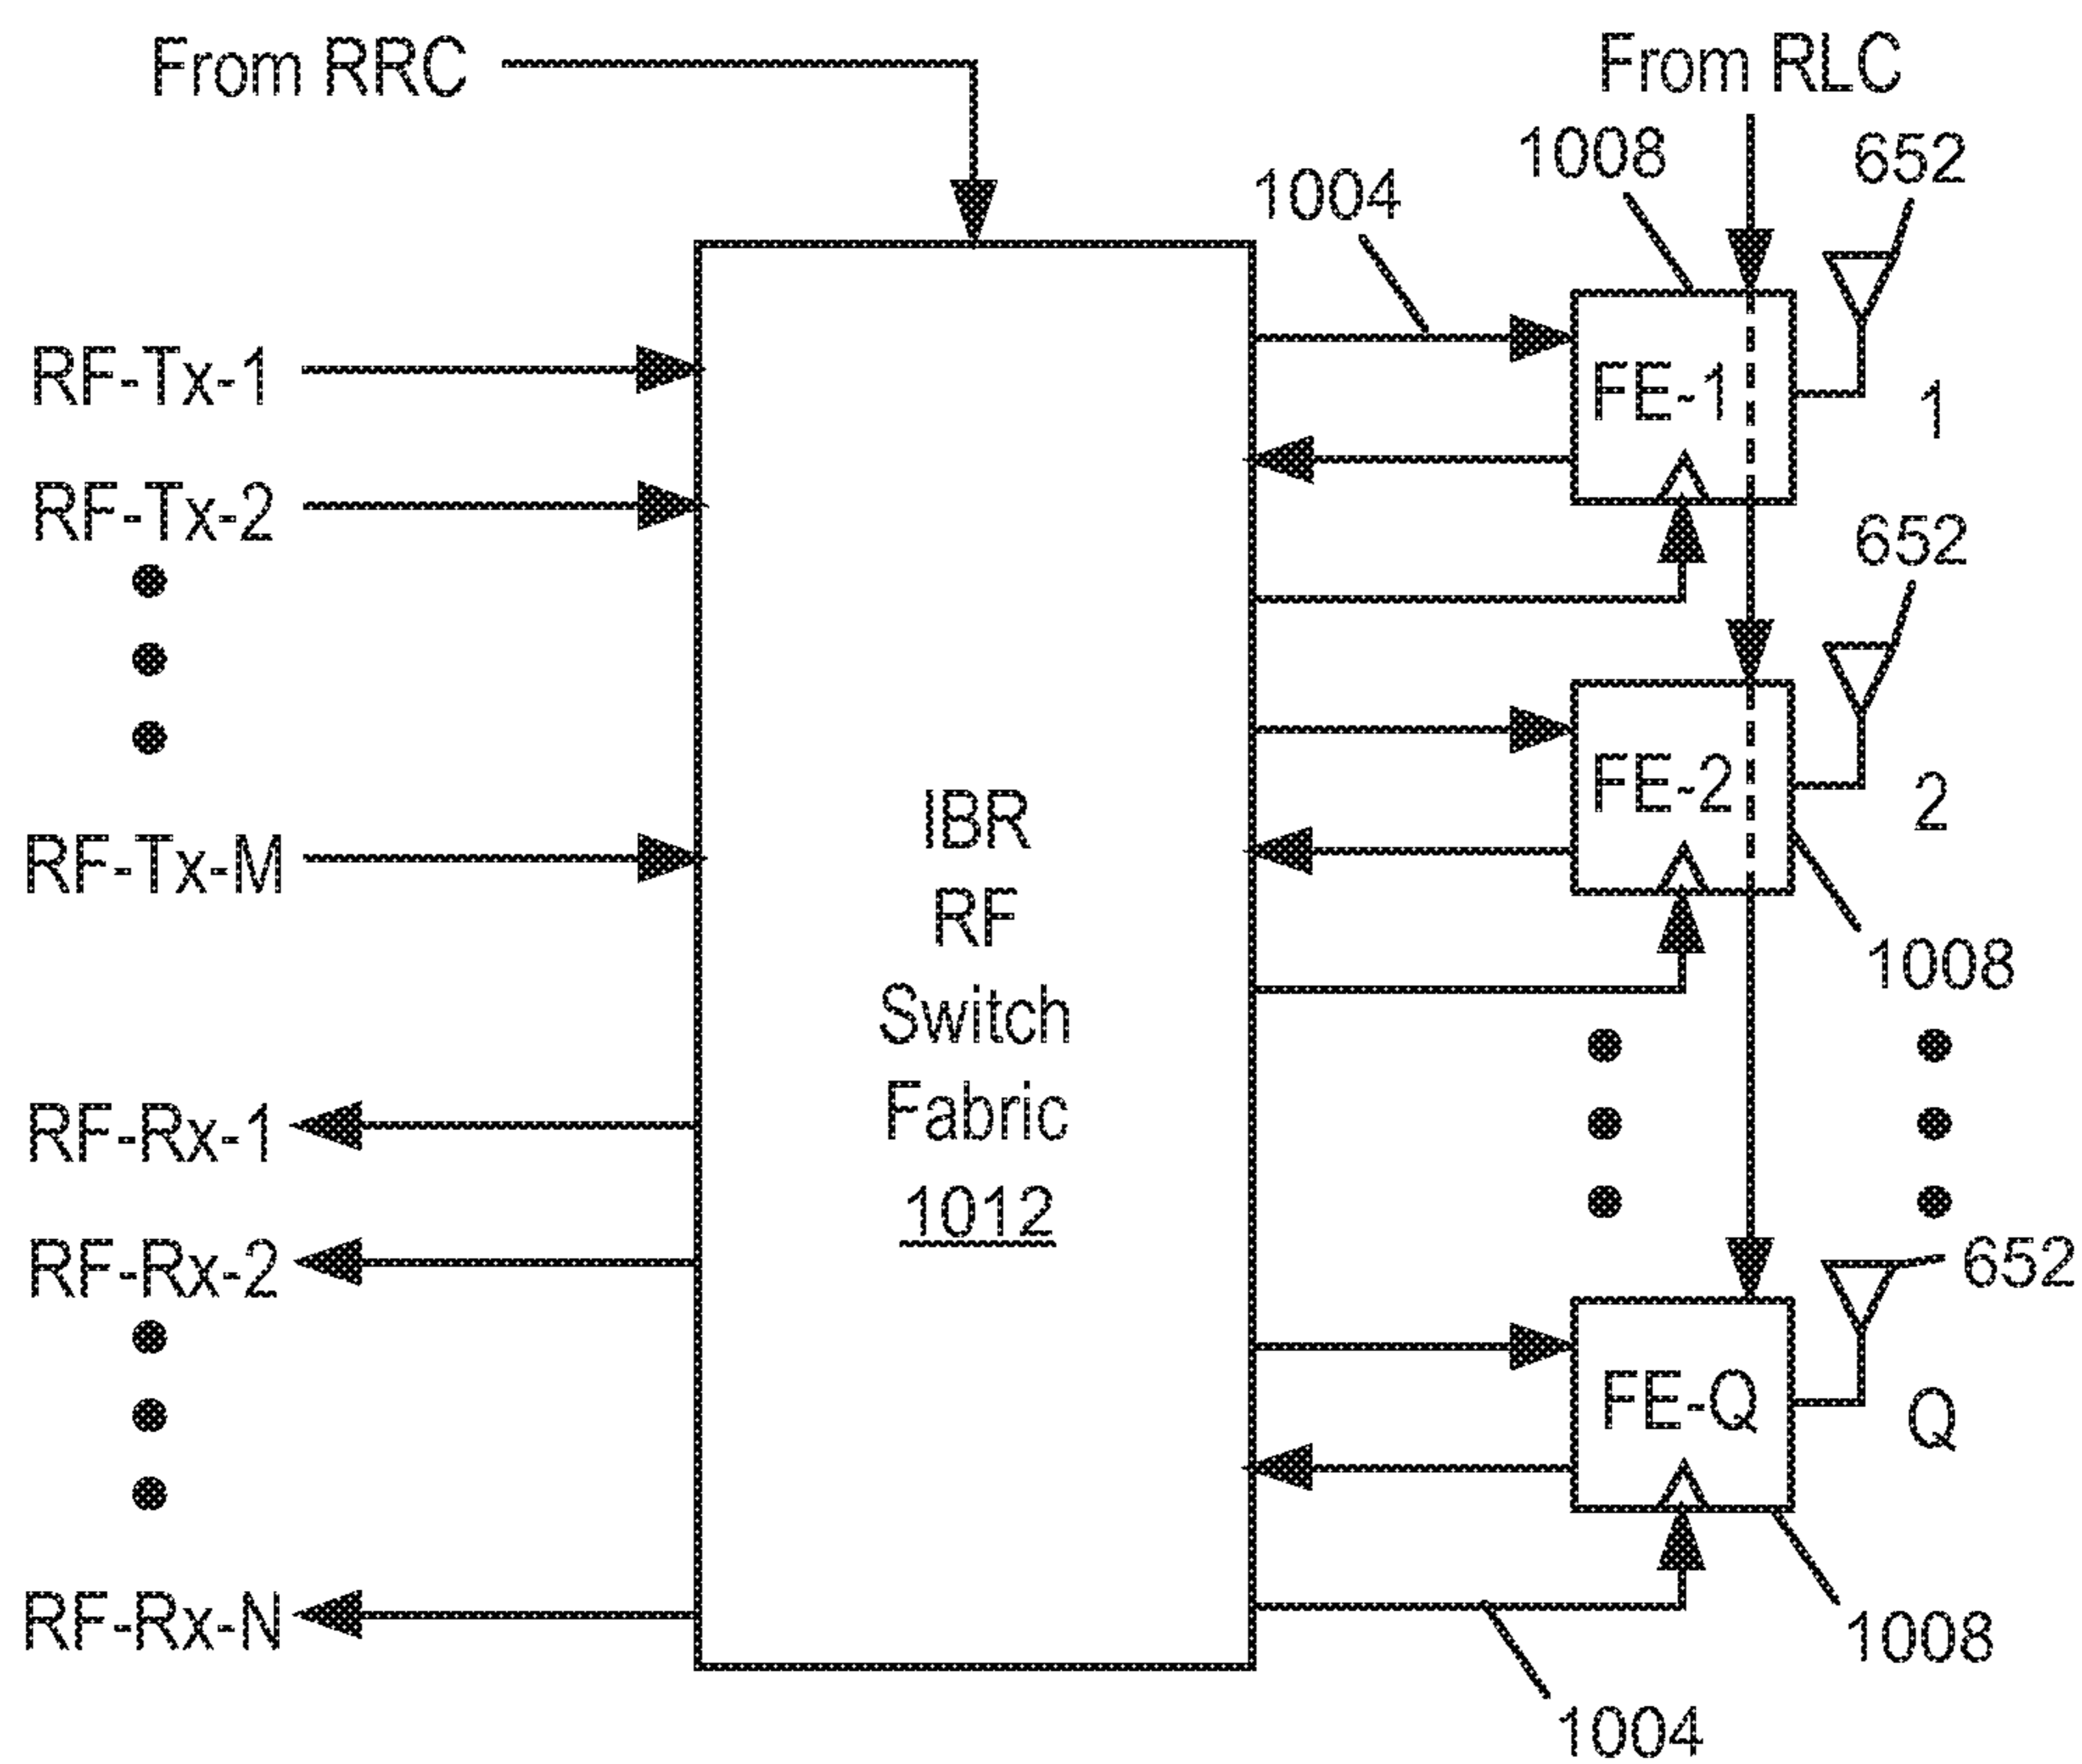 From RRC
From RLC
1008
652
1004
RF-Tx-1
FE-1
1
RF-Tx-2
652
FE-2
2
RF-Tx-M
IBR
RF
Switch
Fabric
1012
1008
RF-Rx-1
RF-Rx-2
652
FE-Q
Q
RF-Rx-N
1008
1004